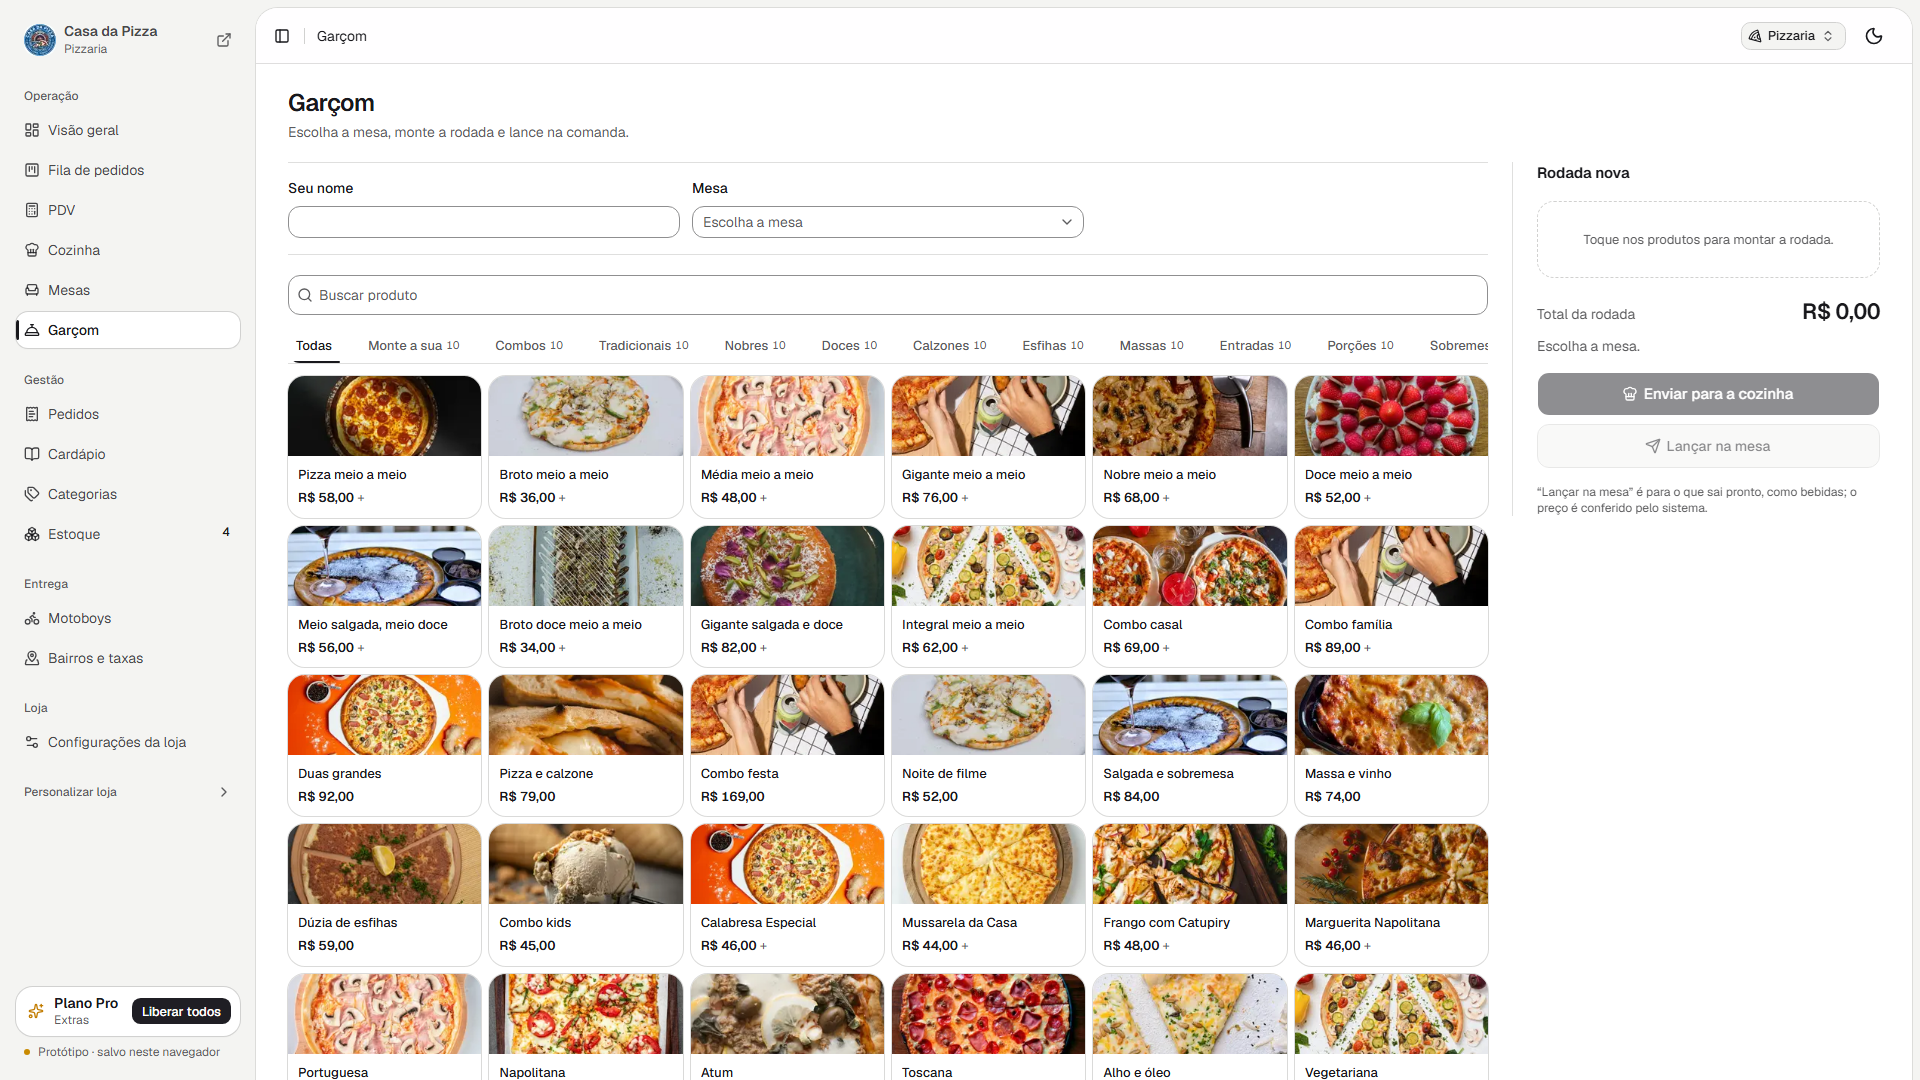 Casa da Pizza
Pizzaria
Operação
Visão geral
Fila de pedidos
PDV
Cozinha
Mesas
Garçom
Gestão
Pedidos
Cardápio
Categorias
Estoque 4
Entrega
Motoboys
Bairros e taxas
Loja
Configurações da loja
Personalizar loja
Plano Pro
Extras
Liberar todos
Protótipo · salvo neste navegador
Garçom
Pizzaria
Garçom
Escolha a mesa, monte a rodada e lance na comanda.
Seu nome
Mesa
Escolha a mesa
Buscar produto
Todas Monte a sua 10 Combos 10 Tradicionais 10 Nobres 10 Doces 10 Calzones 10 Esfihas 10 Massas 10 Entradas 10 Porções 10 Sobremes
Pizza meio a meio
R$ 58,00 +
Broto meio a meio
R$ 36,00 +
Média meio a meio
R$ 48,00 +
Gigante meio a meio
R$ 76,00 +
Nobre meio a meio
R$ 68,00 +
Doce meio a meio
R$ 52,00 +
Meio salgada, meio doce
R$ 56,00 +
Broto doce meio a meio
R$ 34,00 +
Gigante salgada e doce
R$ 82,00 +
Integral meio a meio
R$ 62,00 +
Combo casal
R$ 69,00 +
Combo família
R$ 89,00 +
Duas grandes
R$ 92,00
Pizza e calzone
R$ 79,00
Combo festa
R$ 169,00
Noite de filme
R$ 52,00
Salgada e sobremesa
R$ 84,00
Massa e vinho
R$ 74,00
Dúzia de esfihas
R$ 59,00
Combo kids
R$ 45,00
Calabresa Especial
R$ 46,00 +
Mussarela da Casa
R$ 44,00 +
Frango com Catupiry
R$ 48,00 +
Marguerita Napolitana
R$ 46,00 +
Portuguesa
Napolitana
Atum
Toscana
Alho e óleo
Vegetariana
Rodada nova
Toque nos produtos para montar a rodada.
Total da rodada R$ 0,00
Escolha a mesa.
Enviar para a cozinha
Lançar na mesa
“Lançar na mesa” é para o que sai pronto, como bebidas; o
preço é conferido pelo sistema.